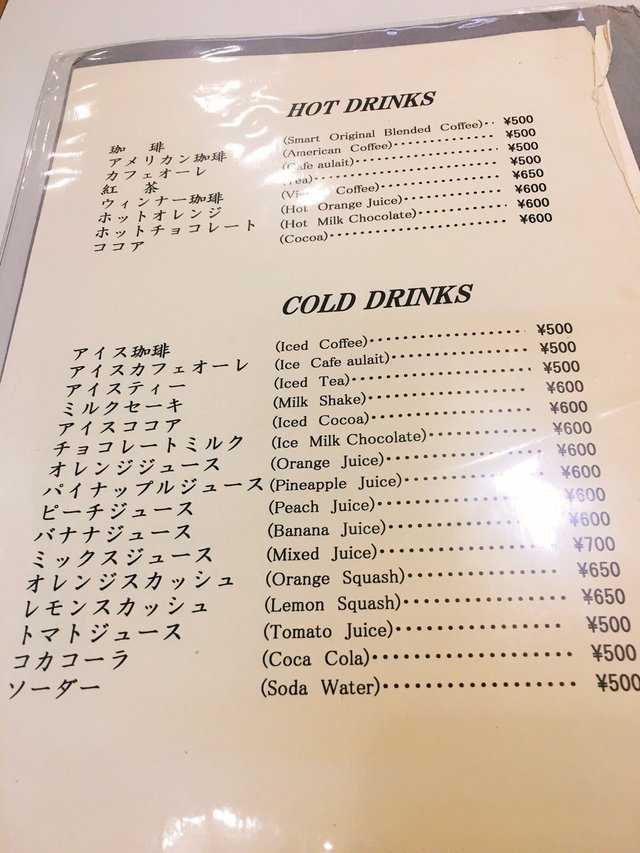 HOT DRINKS
珈 琲 (Smart Original Blended Coffee) ¥500
アメリカン珈琲 (American Coffee) ¥500
カフェオーレ (Cafe aulait) ¥500
紅 茶 (Tea) ¥500
ウィンナー珈琲 Coffee) ¥650
ホットオレンジ (Hot Orange Juice) ¥600
ホットチョコレート (Hot Milk Chocolate) ¥600
ココア (Cocoa) ¥600
COLD DRINKS
アイス珈琲 (Iced Coffee) ¥500
アイスカフェオーレ (Ice Cafe aulait) ¥500
アイスティー (Iced Tea) ¥500
ミルクセーキ (Milk Shake) ¥600
アイスココア (Iced Cocoa) ¥600
チョコレートミルク (Ice Milk Chocolate) ¥600
オレンジジュース (Orange Juice) ¥600
パイナップルジュース (Pineapple Juice) ¥600
ピーチジュース (Peach Juice) ¥600
バナナジュース (Banana Juice) ¥600
ミックスジュース (Mixed Juice) ¥700
オレンジスカッシュ (Orange Squash) ¥650
レモンスカッシュ (Lemon Squash) ¥650
トマトジュース (Tomato Juice) ¥500
コカコーラ (Coca Cola) ¥500
ソーダー (Soda Water) ¥500